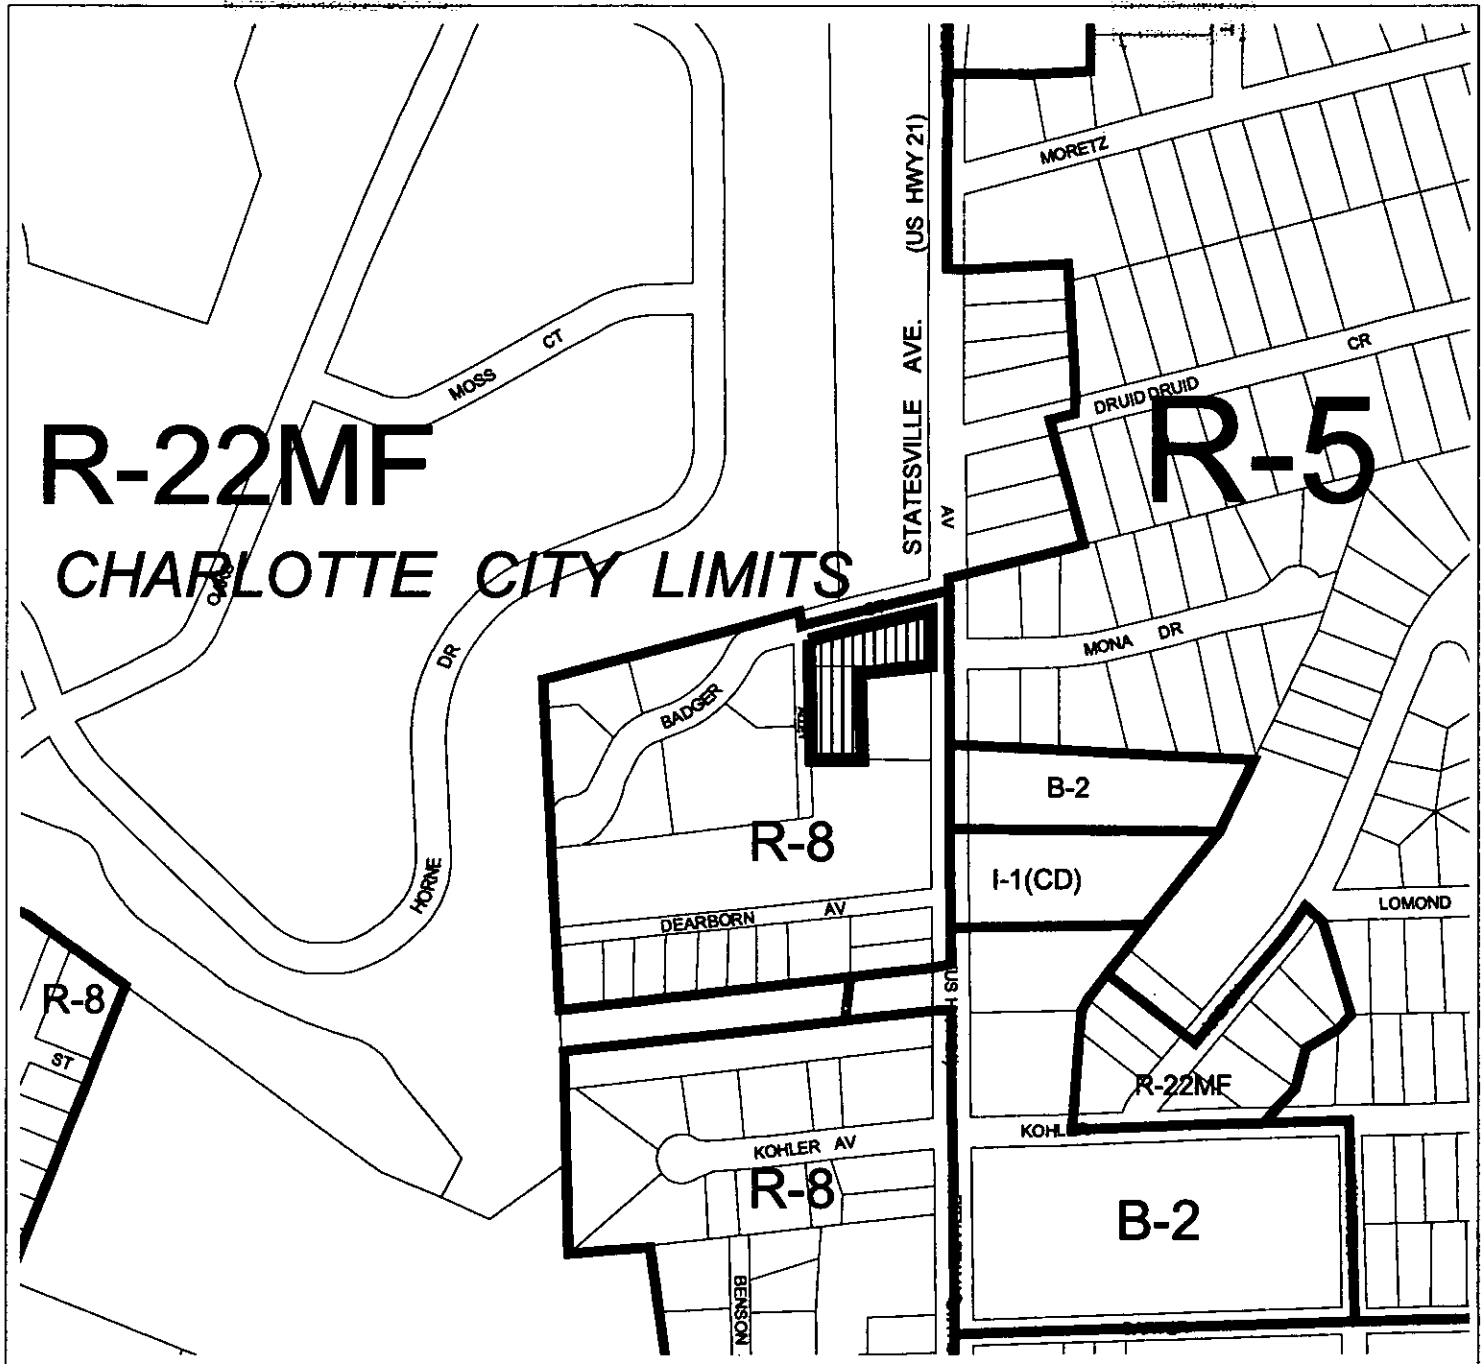 MORETZ
STATESVILLE AVE. (US HWY 21)
MOSS CT
CR
DRUID DRUID
R-22MF
R-5
AV
CHARLOTTE CITY LIMITS
DR
MONA DR
BADGER
B-2
R-8
I-1(CD)
HORNE
LOMOND
DEARBORN AV
R-8
ST
R-22MF
KOHLER AV
R-8
B-2
BENSON